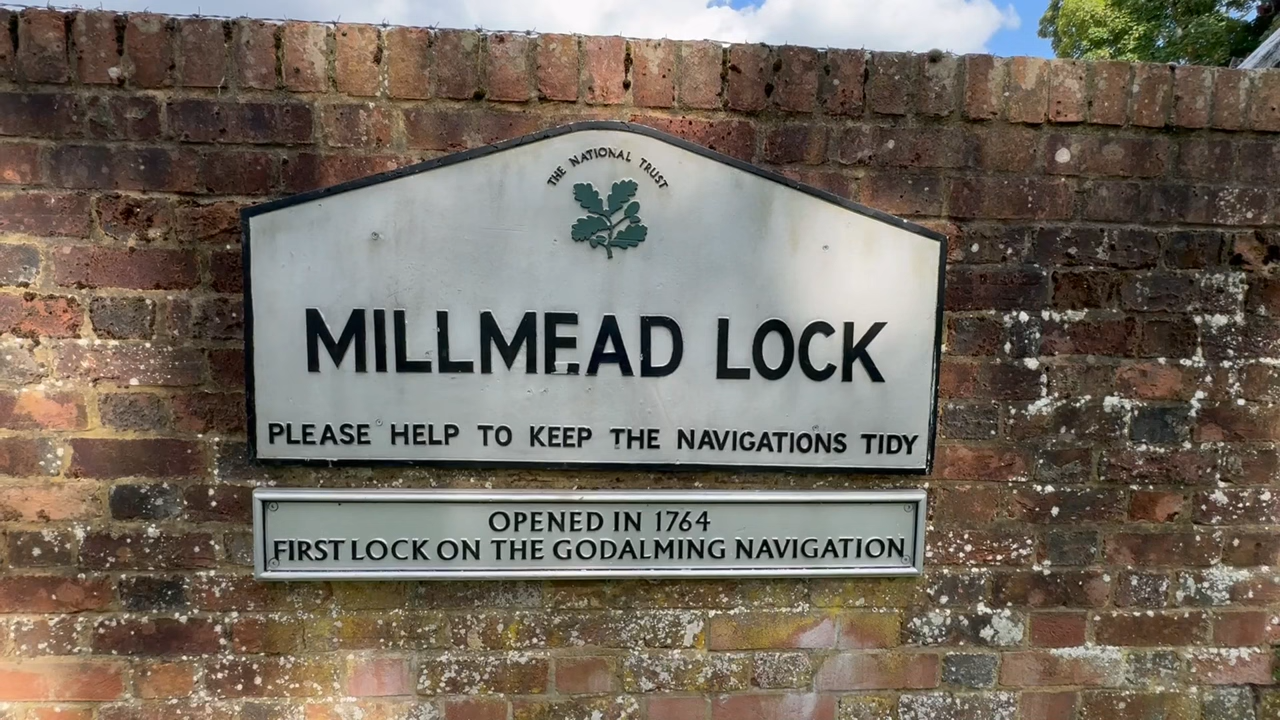 THE NATIONAL TRUST
MILLMEAD LOCK
PLEASE HELP TO KEEP THE NAVIGATIONS TIDY
OPENED IN 1764
FIRST LOCK ON THE GODALMING NAVIGATION